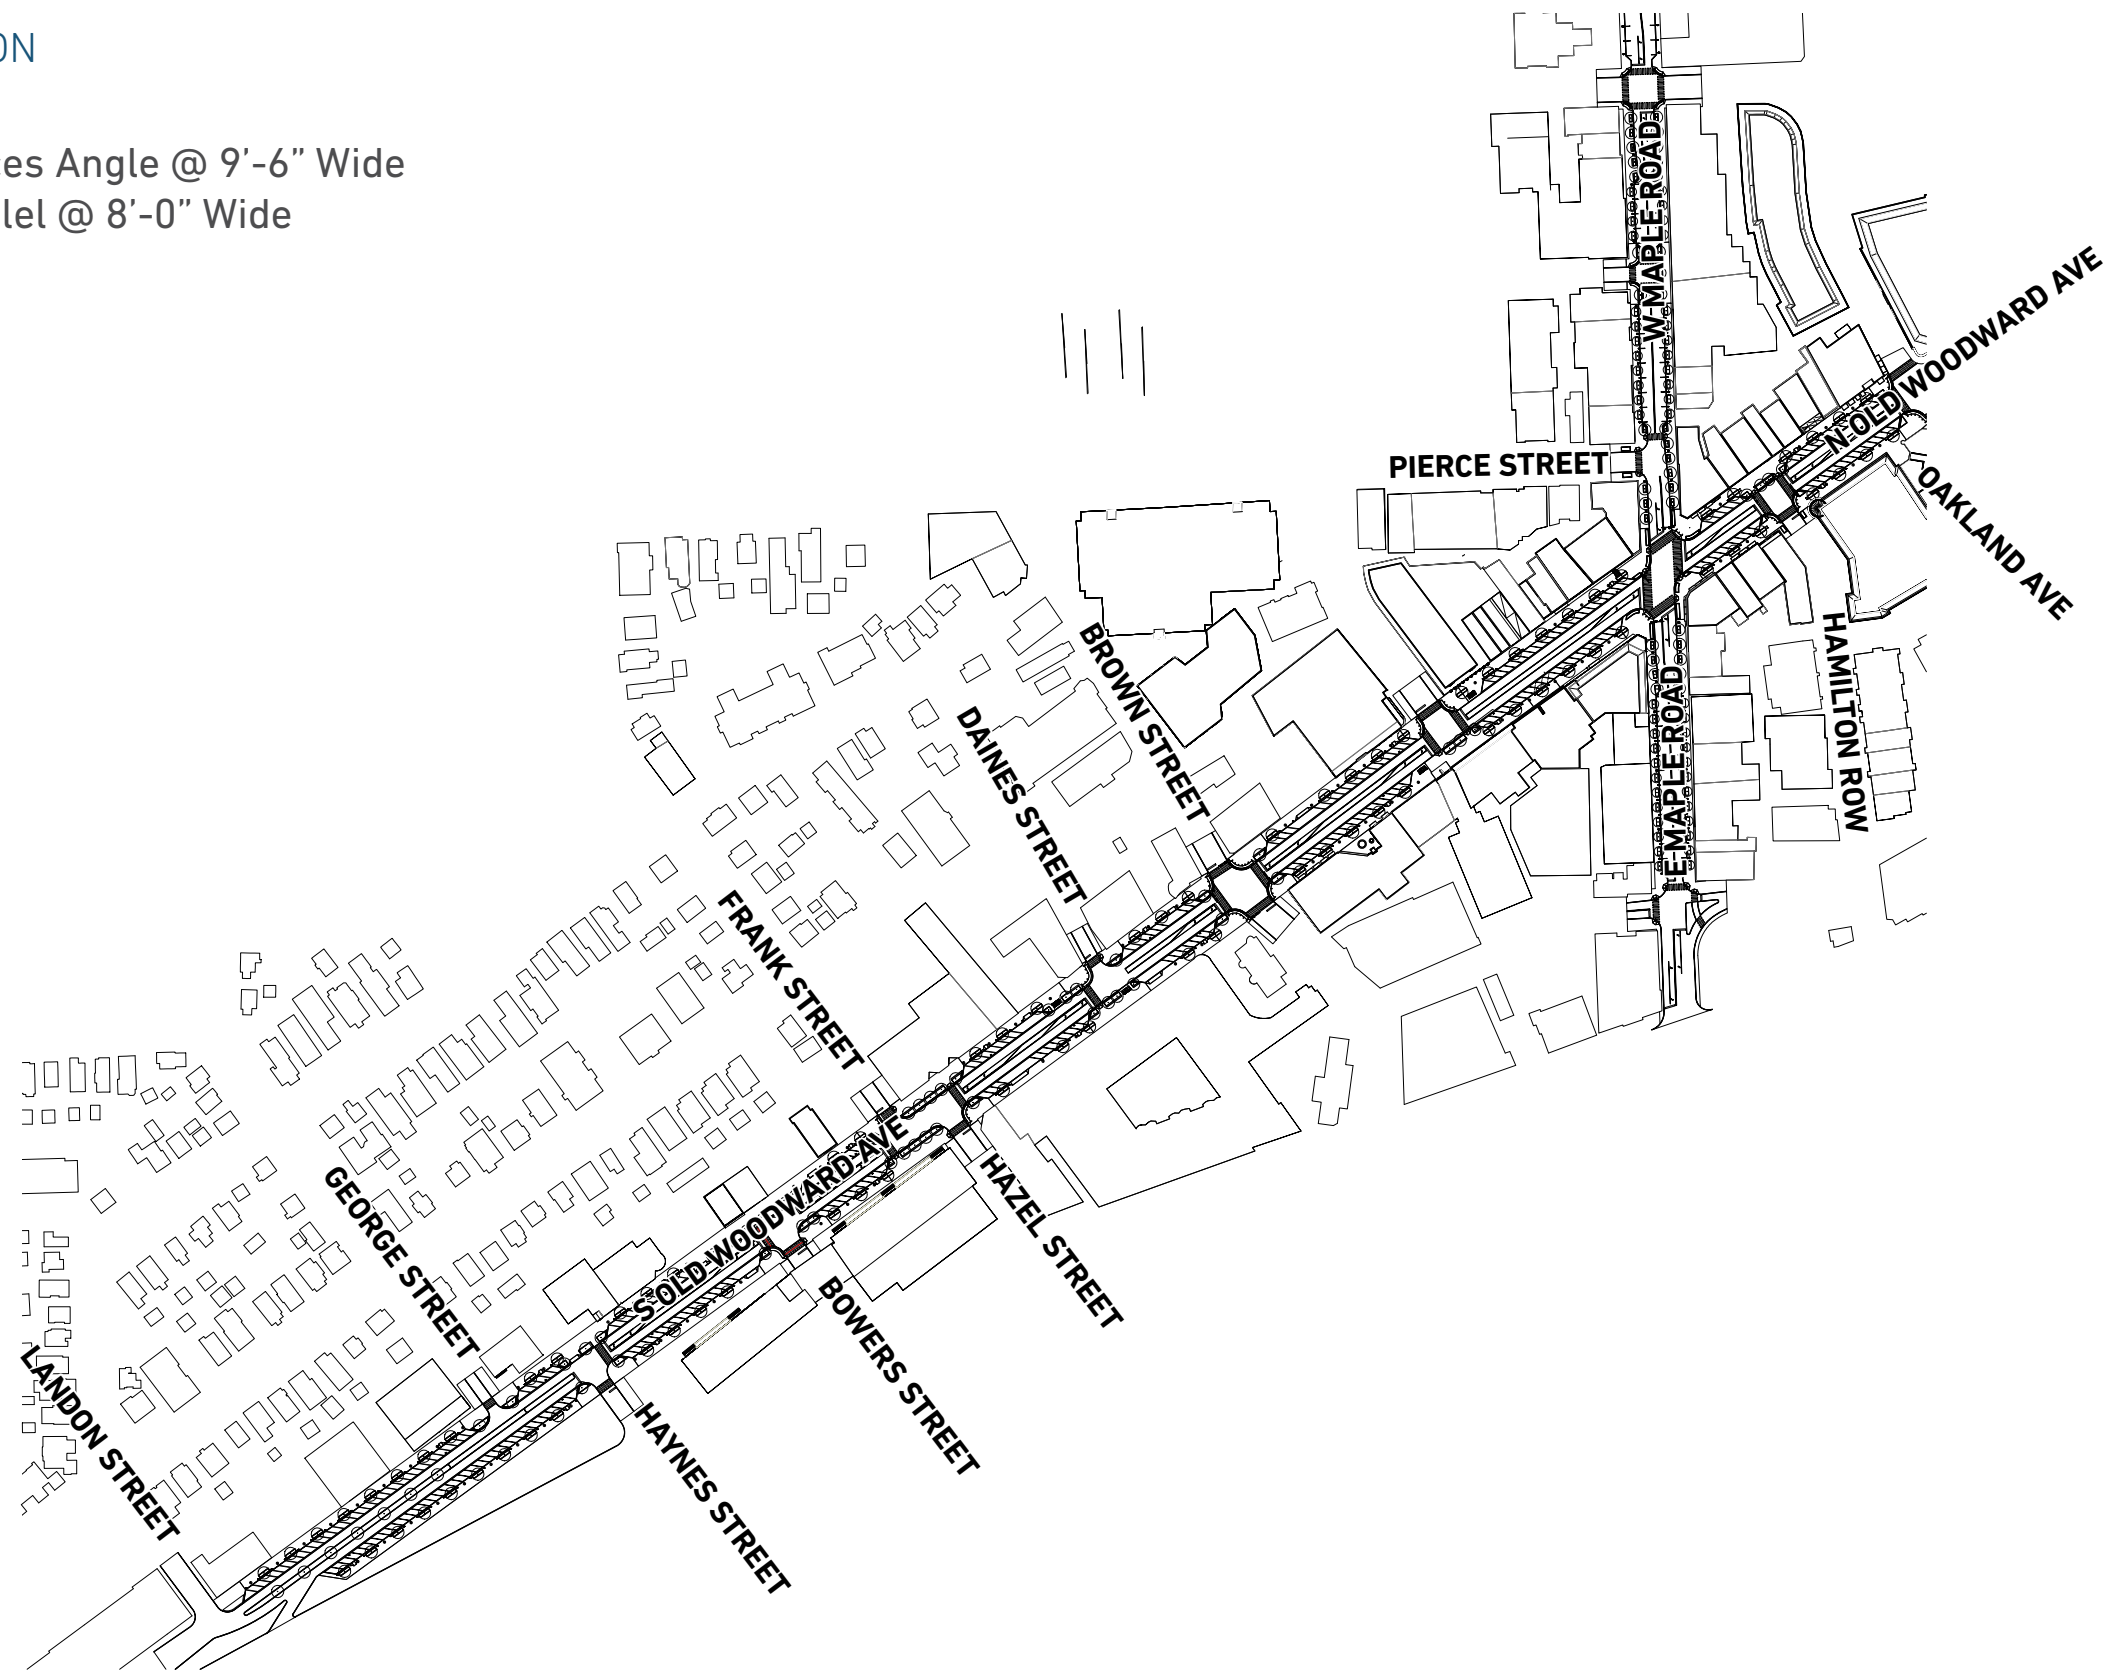 ON
es Angle @ 9’-6” Wide
lel @ 8’-0” Wide
W MAPLE ROAD
N OLD WOODWARD AVE
PIERCE STREET
OAKLAND AVE
HAMILTON ROW
BROWN STREET
E MAPLE ROAD
DAINES STREET
FRANK STREET
S OLD WOODWARD AVE
HAZEL STREET
GEORGE STREET
BOWERS STREET
LANDON STREET
HAYNES STREET